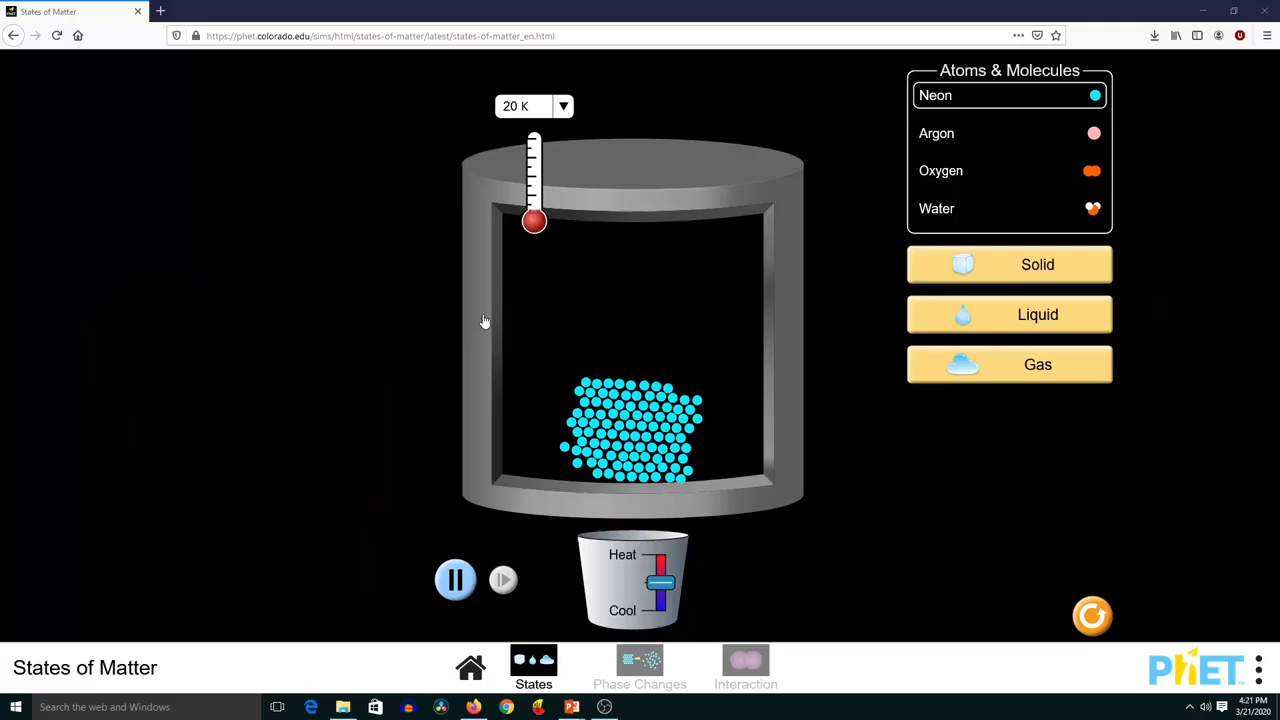 States of Matter
https://phet.colorado.edu/sims/html/states-of-matter/latest/states-of-matter_en.html
20 K
Atoms & Molecules
Neon
Argon
Oxygen
Water
Solid
Liquid
Gas
Heat
Cool
States of Matter
States
Phase Changes
Interaction
PhET
Search the web and Windows
4:21 PM
3/21/2020